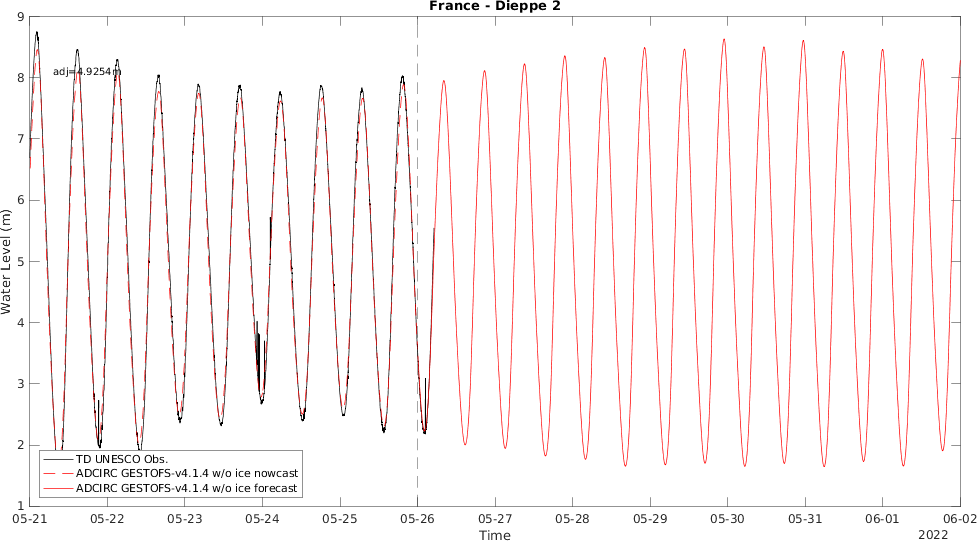 France - Dieppe 2
9
8
7
6
5
4
3
2
1
Water Level (m)
adj=4.9254m
TD UNESCO Obs.
ADCIRC GESTOFS-v4.1.4 w/o ice nowcast
ADCIRC GESTOFS-v4.1.4 w/o ice forecast
05-21 05-22 05-23 05-24 05-25 05-26 05-27 05-28 05-29 05-30 05-31 06-01 06-02
Time
2022